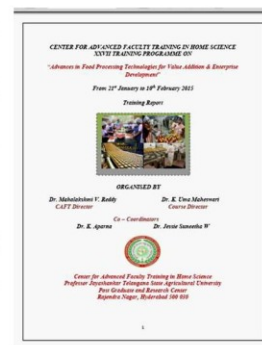 CENTER FOR ADVANCED FACULTY TRAINING IN HOME SCIENCE
XXVII TRAINING PROGRAMME ON
"Advances in Food Processing Technologies for Value Addition & Enterprise
Development"
From 21st January to 10th February 2015
Training Report
ORGANISED BY
Dr. Mahalakshmi V. Reddy Dr. K. Uma Maheswari
CAFT Director Course Director
Co – Coordinators
Dr. K. Aparna Dr. Jessie Suneetha W
Center for Advanced Faculty Training in Home Science
Professor Jayashankar Telangana State Agricultural University
Post Graduate and Research Center
Rajendra Nagar, Hyderabad 500 030
1